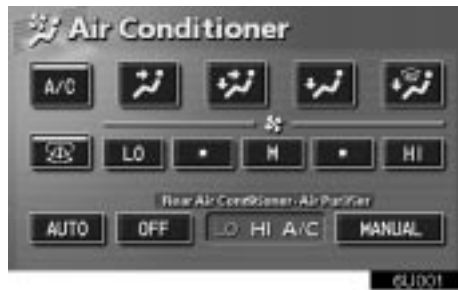 Air Conditioner
A/C
LO • M • HI
Rear Air Conditioner·Air Purifier
AUTO OFF LO HI A/C MANUAL
6U001